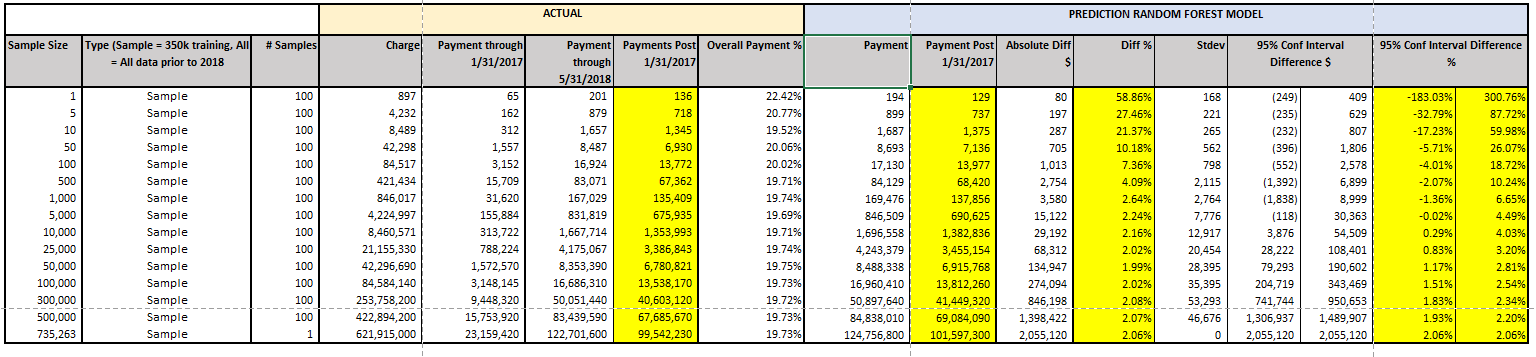 ACTUAL PREDICTION RANDOM FOREST MODEL
Sample Size Type (Sample = 350k training, All = All data prior to 2018 # Samples Charge Payment through 1/31/2017 Payment through 5/31/2018 Payments Post 1/31/2017 Overall Payment % Payment Payment Post 1/31/2017 Absolute Diff $ Diff % Stdev 95% Conf Interval Difference $ 95% Conf Interval Difference %
1 Sample 100 897 65 201 136 22.42% 194 129 80 58.86% 168 (249) 409 -183.03% 300.76%
5 Sample 100 4,232 162 879 718 20.77% 899 737 197 27.46% 221 (235) 629 -32.79% 87.72%
10 Sample 100 8,489 312 1,657 1,345 19.52% 1,687 1,375 287 21.37% 265 (232) 807 -17.23% 59.98%
50 Sample 100 42,298 1,557 8,487 6,930 20.06% 8,693 7,136 705 10.18% 562 (396) 1,806 -5.71% 26.07%
100 Sample 100 84,517 3,152 16,924 13,772 20.02% 17,130 13,977 1,013 7.36% 798 (552) 2,578 -4.01% 18.72%
500 Sample 100 421,434 15,709 83,071 67,362 19.71% 84,129 68,420 2,754 4.09% 2,115 (1,392) 6,899 -2.07% 10.24%
1,000 Sample 100 846,017 31,620 167,029 135,409 19.74% 169,476 137,856 3,580 2.64% 2,764 (1,838) 8,999 -1.36% 6.65%
5,000 Sample 100 4,224,997 155,884 831,819 675,935 19.69% 846,509 690,625 15,122 2.24% 7,776 (118) 30,363 -0.02% 4.49%
10,000 Sample 100 8,460,571 313,722 1,667,714 1,353,993 19.71% 1,696,558 1,382,836 29,192 2.16% 12,917 3,876 54,509 0.29% 4.03%
25,000 Sample 100 21,155,330 788,224 4,175,067 3,386,843 19.74% 4,243,379 3,455,154 68,312 2.02% 20,454 28,222 108,401 0.83% 3.20%
50,000 Sample 100 42,296,690 1,572,570 8,353,390 6,780,821 19.75% 8,488,338 6,915,768 134,947 1.99% 28,395 79,293 190,602 1.17% 2.81%
100,000 Sample 100 84,584,140 3,148,145 16,686,310 13,538,170 19.73% 16,960,410 13,812,260 274,094 2.02% 35,395 204,719 343,469 1.51% 2.54%
300,000 Sample 100 253,758,200 9,448,320 50,051,440 40,603,120 19.72% 50,897,640 41,449,320 846,198 2.08% 53,293 741,744 950,653 1.83% 2.34%
500,000 Sample 100 422,894,200 15,753,920 83,439,590 67,685,670 19.73% 84,838,010 69,084,090 1,398,422 2.07% 46,676 1,306,937 1,489,907 1.93% 2.20%
735,263 Sample 1 621,915,000 23,159,420 122,701,600 99,542,230 19.73% 124,756,800 101,597,300 2,055,120 2.06% 0 2,055,120 2,055,120 2.06% 2.06%